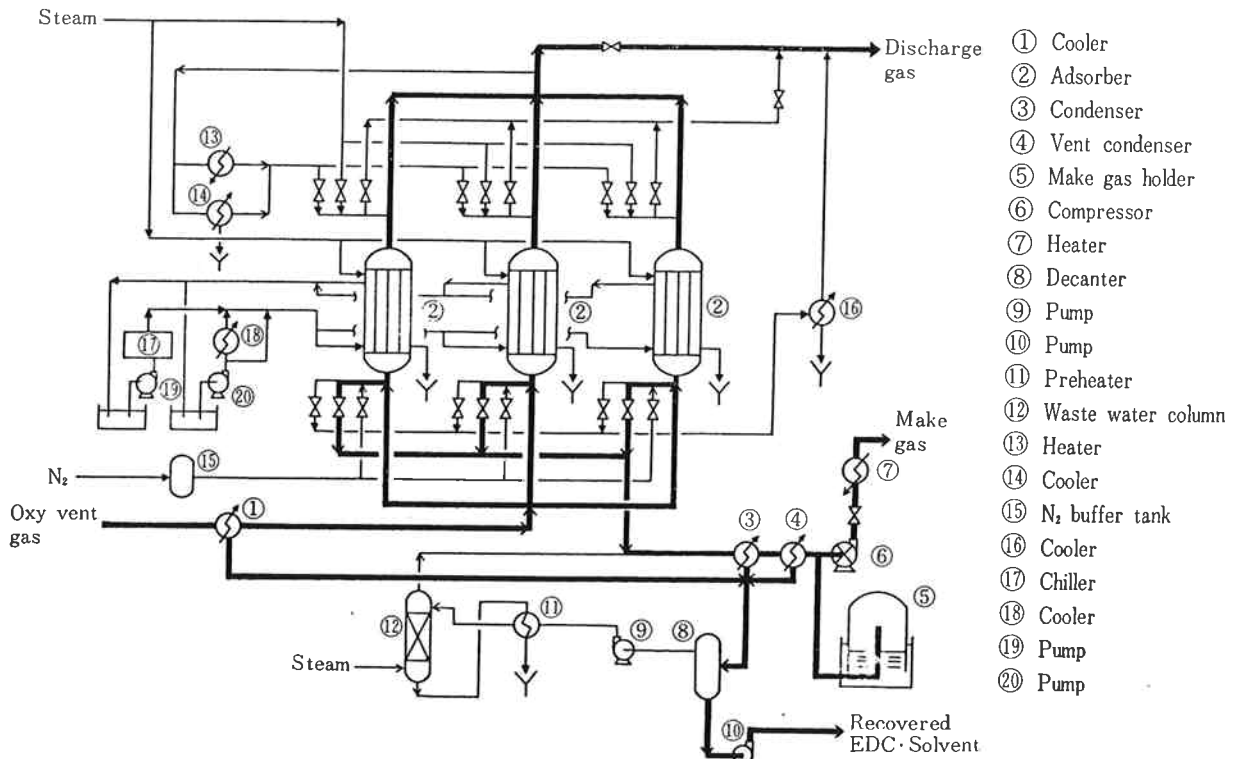 Steam
Discharge
gas
⑬
⑭
②
②
②
⑯
⑰
⑱
⑲
⑳
N₂
⑮
Oxy vent
gas
①
Make
gas
⑦
③
④
⑥
⑤
⑫
⑪
⑨
⑧
Steam
⑩
Recovered
EDC·Solvent
① Cooler
② Adsorber
③ Condenser
④ Vent condenser
⑤ Make gas holder
⑥ Compressor
⑦ Heater
⑧ Decanter
⑨ Pump
⑩ Pump
⑪ Preheater
⑫ Waste water column
⑬ Heater
⑭ Cooler
⑮ N₂ buffer tank
⑯ Cooler
⑰ Chiller
⑱ Cooler
⑲ Pump
⑳ Pump